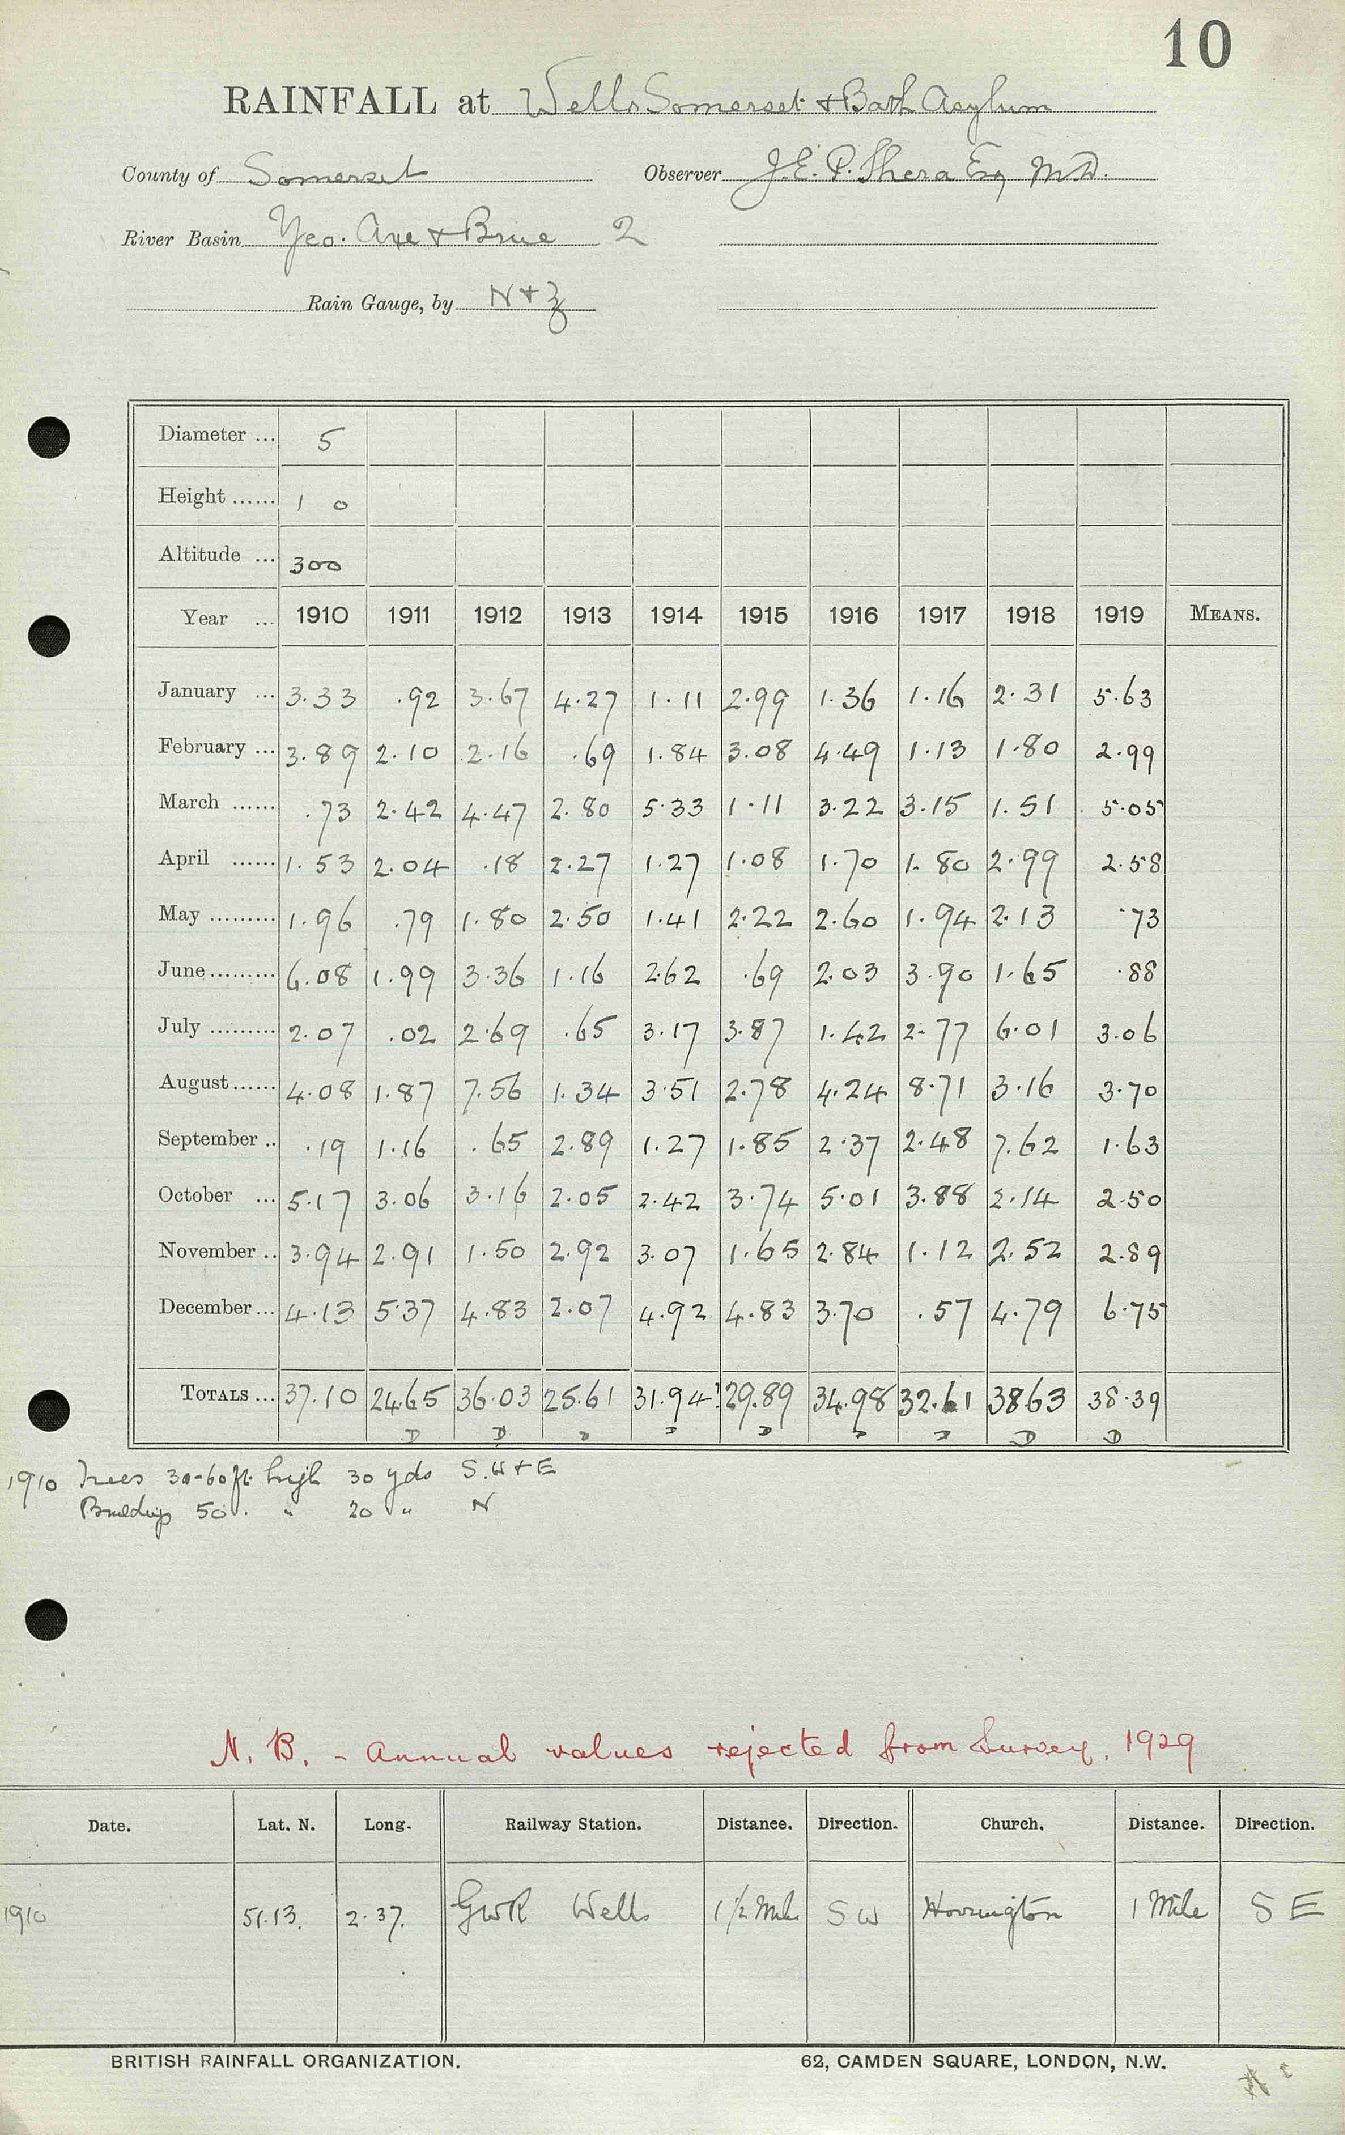 10
RAINFALL at Wells Somerset & Bath Asylum
County of Somerset Observer J.E.P. Shera Esq M.D.
River Basin Yeo. Axe & Brue 2
Rain Gauge, by N & Z
Diameter ... 5
Height ...... 1 0
Altitude ... 300
Year ... 1910 1911 1912 1913 1914 1915 1916 1917 1918 1919 MEANS.
January ... 3.33 .92 3.67 4.27 1.11 2.99 1.36 1.16 2.31 5.63
February ... 3.89 2.10 2.16 .69 1.84 3.08 4.49 1.13 1.80 2.99
March ...... .73 2.42 4.47 2.80 5.33 1.11 3.22 3.15 1.51 5.05
April ...... 1.53 2.04 .18 2.27 1.27 1.08 1.70 1.80 2.99 2.58
May ......... 1.96 .79 1.80 2.50 1.41 2.22 2.60 1.94 2.13 .73
June ......... 6.08 1.99 3.36 1.16 2.62 .69 2.03 3.90 1.65 .88
July ......... 2.07 .02 2.69 .65 3.17 3.87 1.42 2.77 6.01 3.06
August ...... 4.08 1.87 7.56 1.34 3.51 2.78 4.24 8.71 3.16 3.70
September .. .19 1.16 .65 2.89 1.27 1.85 2.37 2.48 7.62 1.63
October ... 5.17 3.06 3.16 2.05 2.42 3.74 5.01 3.88 2.14 2.50
November .. 3.94 2.91 1.50 2.92 3.07 1.65 2.84 1.12 2.52 2.89
December ... 4.13 5.37 4.83 2.07 4.92 4.83 3.70 .57 4.79 6.75
TOTALS ... 37.10 24.65 36.03 25.61 31.94 29.89 34.98 32.61 38.63 38.39
D D D D D D D D D
1910 Trees 30-60ft. high 30 yds S.W & E
Buildings 50 . " 20 " N
N. B. - Annual values rejected from Survey, 1929
Date. Lat. N. Long. Railway Station. Distance. Direction. Church. Distance. Direction.
1910 51.13. 2.37. GWR Wells 1 1/2 Mile SW Horrington 1 Mile S E
BRITISH RAINFALL ORGANIZATION. 62, CAMDEN SQUARE, LONDON, N.W.